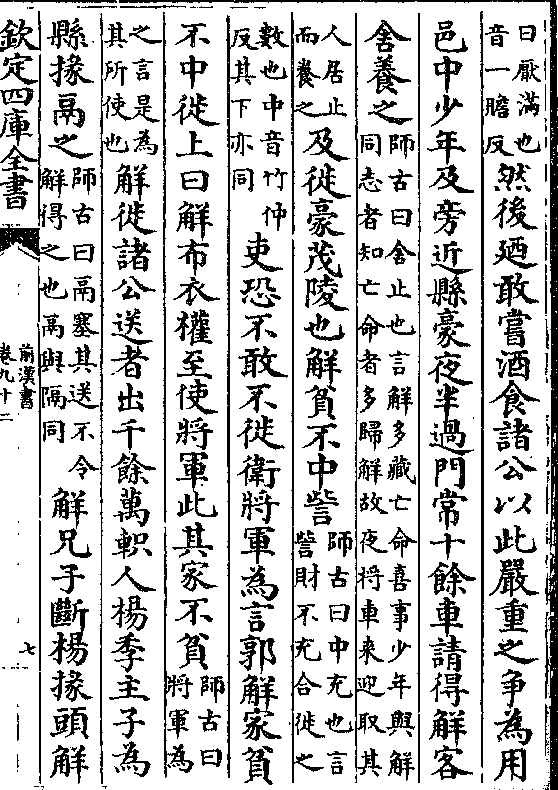 曰厭滿也音一贍反然後廼敢嘗酒食諸公以此嚴重之争為用
邑中少年及旁近縣豪夜半過門常十餘車請得解客
舍養之師古曰舍止也言解多藏亡命喜事少年與解同志者知亡命者多歸解故夜将車来迎取其
人居止而養之及徙豪茂陵也解貧不中訾師古曰中充也言訾財不充合徙之
數也中音竹仲反其下亦同吏恐不敢不徙衛將軍為言郭解家貧
不中徙上曰解布衣權至使將軍此其家不貧師古曰將軍為
之言是為其所使也解徙諸公送者出千餘萬軹人楊季主子為
縣掾鬲之師古曰鬲塞其送不令解得之也鬲與隔同解兄子斷楊掾頭解
欽定四庫全書
前漢書
卷九十二
七